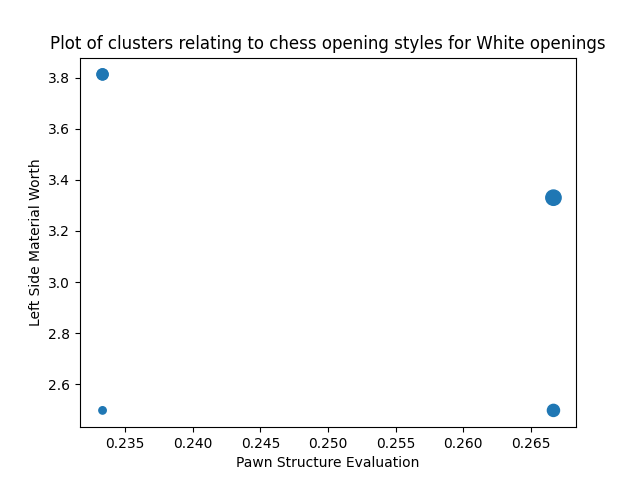 Plot of clusters relating to chess opening styles for White openings
3.8
3.6
3.4
3.2
3.0
2.8
2.6
Left Side Material Worth
0.235 0.240 0.245 0.250 0.255 0.260 0.265
Pawn Structure Evaluation